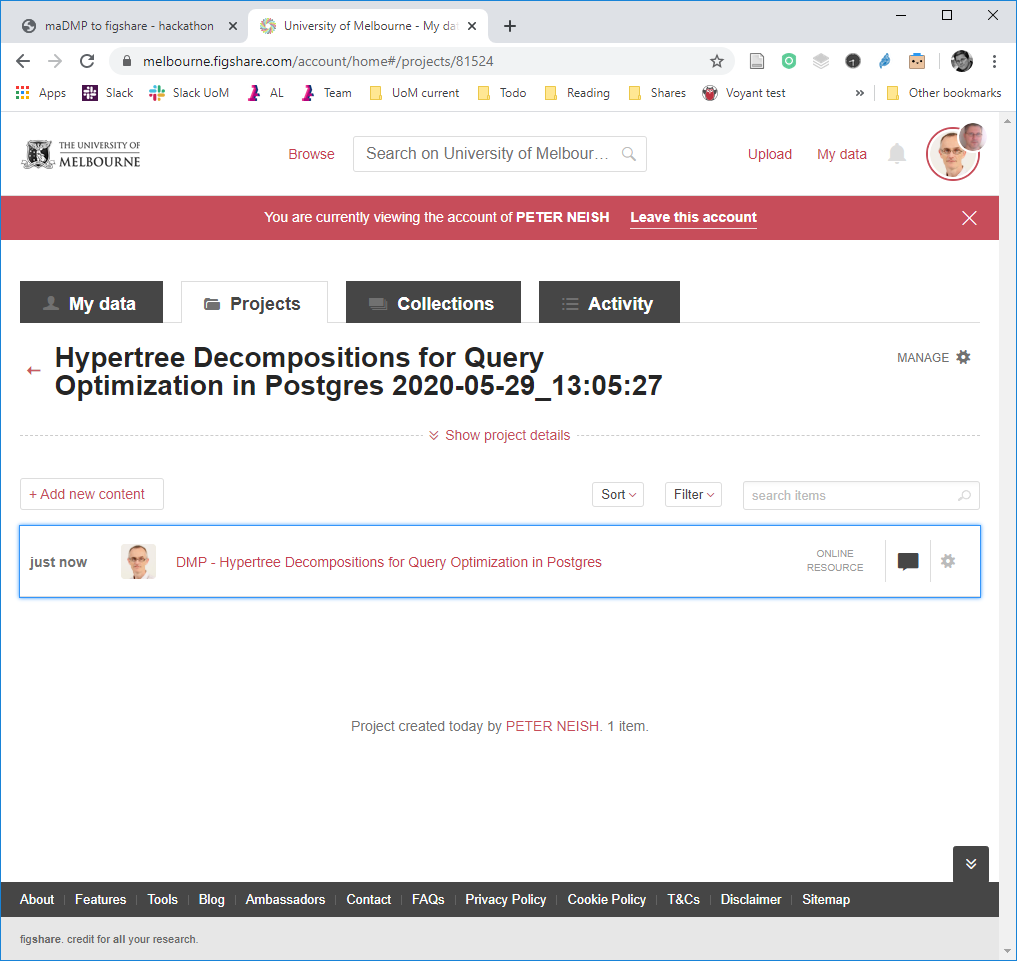 maDMP to figshare - hackathon
University of Melbourne - My da
melbourne.figshare.com/account/home#/projects/81524
Apps Slack Slack UoM AL Team UoM current Todo Reading Shares Voyant test » Other bookmarks
THE UNIVERSITY OF
MELBOURNE
Browse
Search on University of Melbour...
Upload My data
You are currently viewing the account of PETER NEISH Leave this account
My data Projects Collections Activity
Hypertree Decompositions for Query
Optimization in Postgres 2020-05-29_13:05:27
MANAGE
Show project details
+ Add new content
Sort Filter search items
just now DMP - Hypertree Decompositions for Query Optimization in Postgres
ONLINE
RESOURCE
Project created today by PETER NEISH. 1 item.
About | Features | Tools | Blog | Ambassadors | Contact | FAQs | Privacy Policy | Cookie Policy | T&Cs | Disclaimer | Sitemap
figshare. credit for all your research.